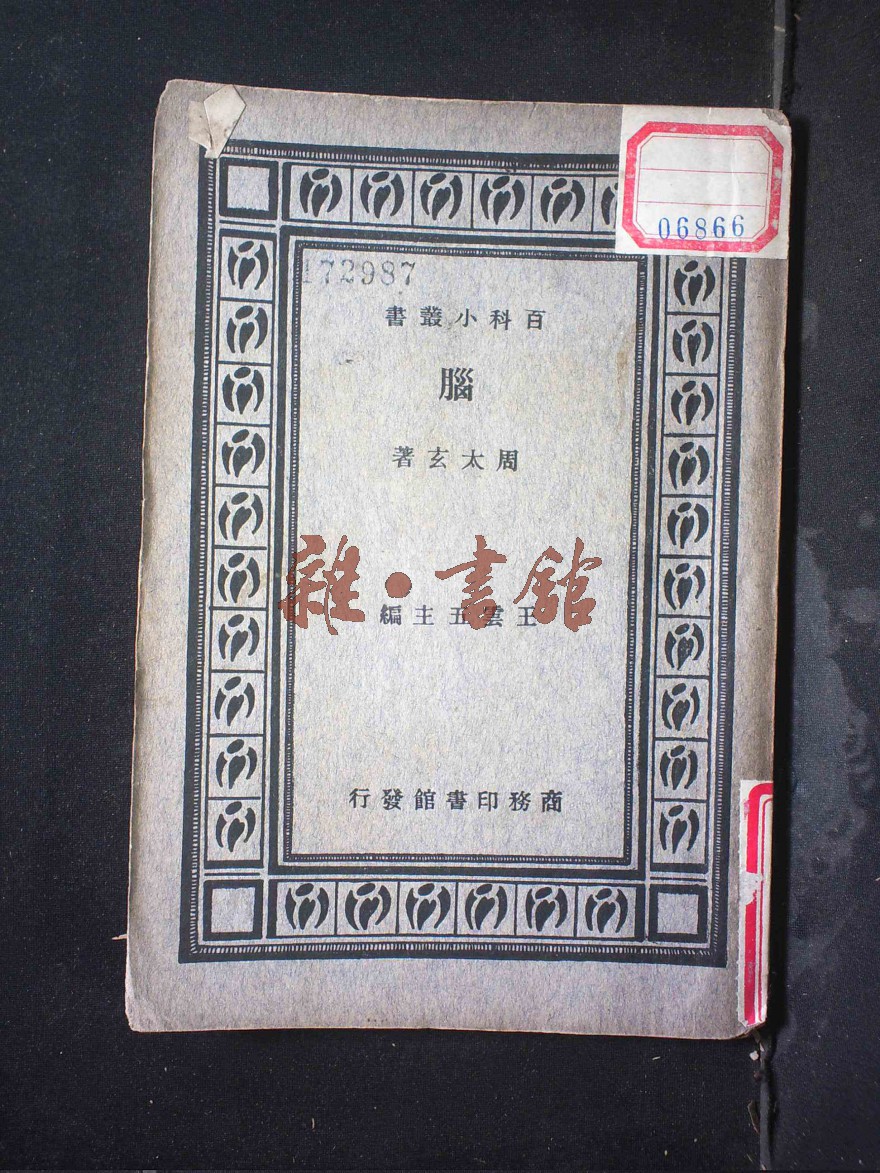 06866
172987
書叢小科百
腦
著玄太周
雜·書館
編主五雲王
行發館書印務商